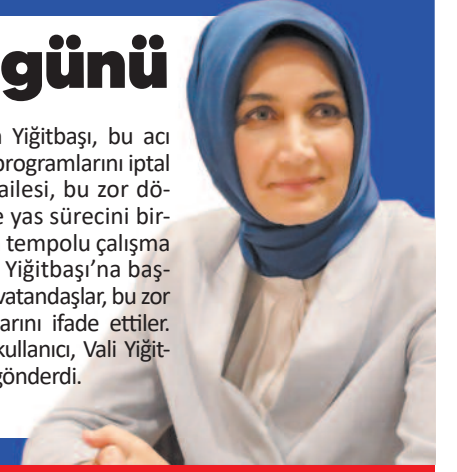 günü
Yiğitbaşı, bu acı
programlarını iptal
ailesi, bu zor dö-
yas sürecini bir-
tempolu çalışma
Yiğitbaşı’na baş-
vatandaşlar, bu zor
arını ifade ettiler.
kullanıcı, Vali Yiğit-
gönderdi.